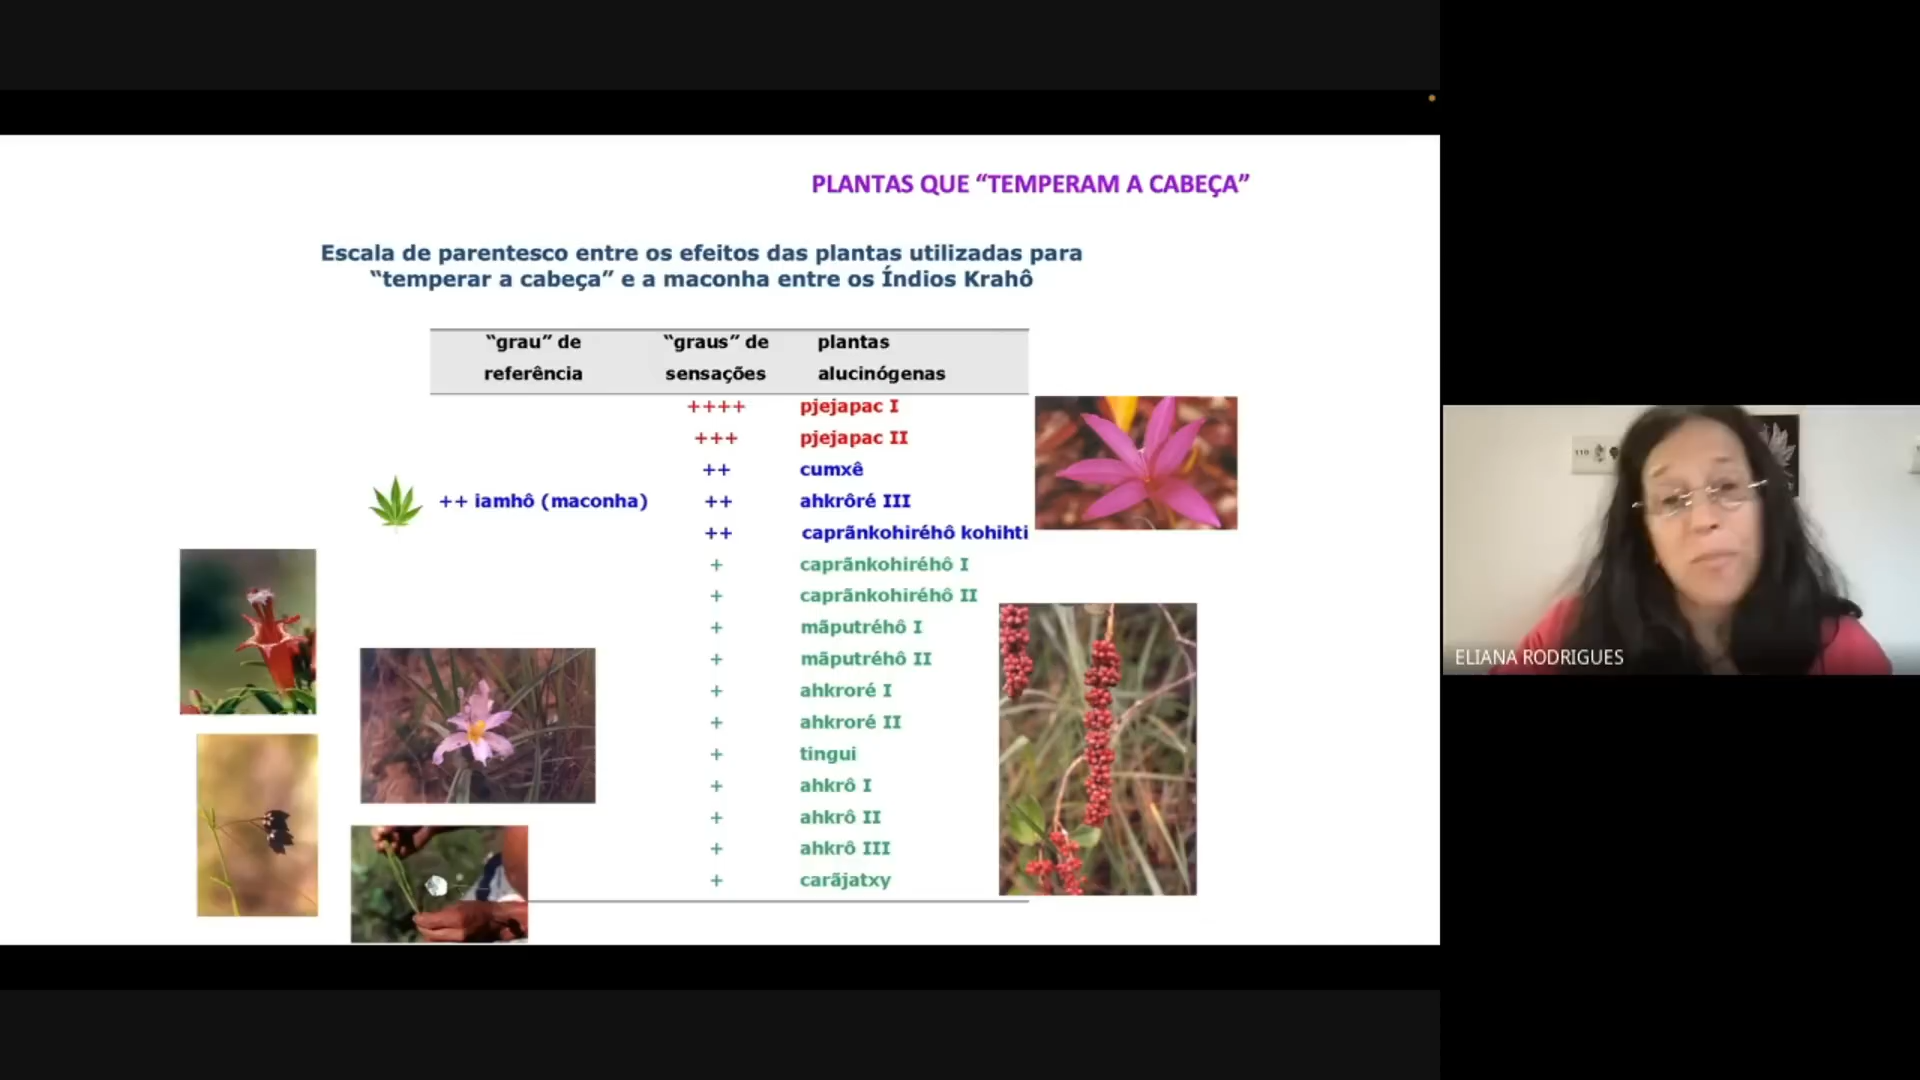 PLANTAS QUE “TEMPERAM A CABEÇA”
Escala de parentesco entre os efeitos das plantas utilizadas para
“temperar a cabeça” e a maconha entre os Índios Krahô
“grau” de referência
“graus” de sensações
plantas alucinógenas
++++ pjejapac I
+++ pjejapac II
++ cumxê
++ iamhô (maconha) ++ ahkrôré III
++ caprãnkohiréhô kohihti
+ caprãnkohiréhô I
+ caprãnkohiréhô II
+ mãputréhô I
+ mãputréhô II
+ ahkroré I
+ ahkroré II
+ tingui
+ ahkrô I
+ ahkrô II
+ ahkrô III
+ carãjatxy
110
ELIANA RODRIGUES